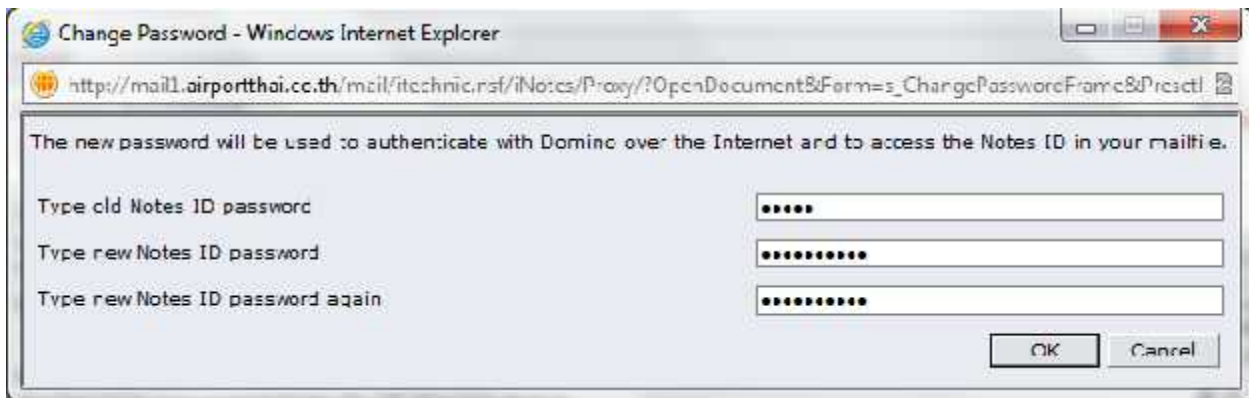 Change Password - Windows Internet Explorer
http://mail1.airportthai.co.th/mail/itechnic.nsf/iNotes/Proxy/?OpenDocument&Form=s_ChangePasswordFrame&PresetI
The new password will be used to authenticate with Domino over the Internet and to access the Notes ID in your mailfile.
Type old Notes ID password
•••••
Type new Notes ID password
••••••••••
Type new Notes ID password again
••••••••••
OK Cancel